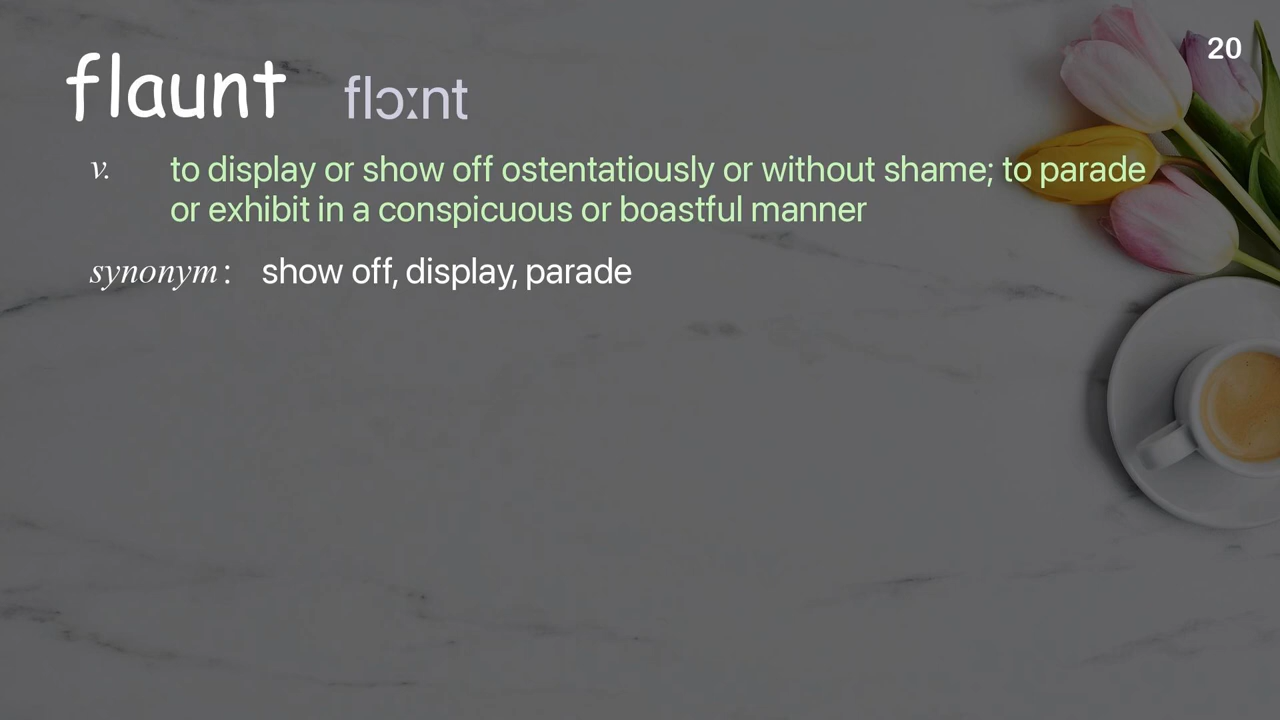 20
flaunt flɔːnt
v. to display or show off ostentatiously or without shame; to parade
or exhibit in a conspicuous or boastful manner
synonym : show off, display, parade